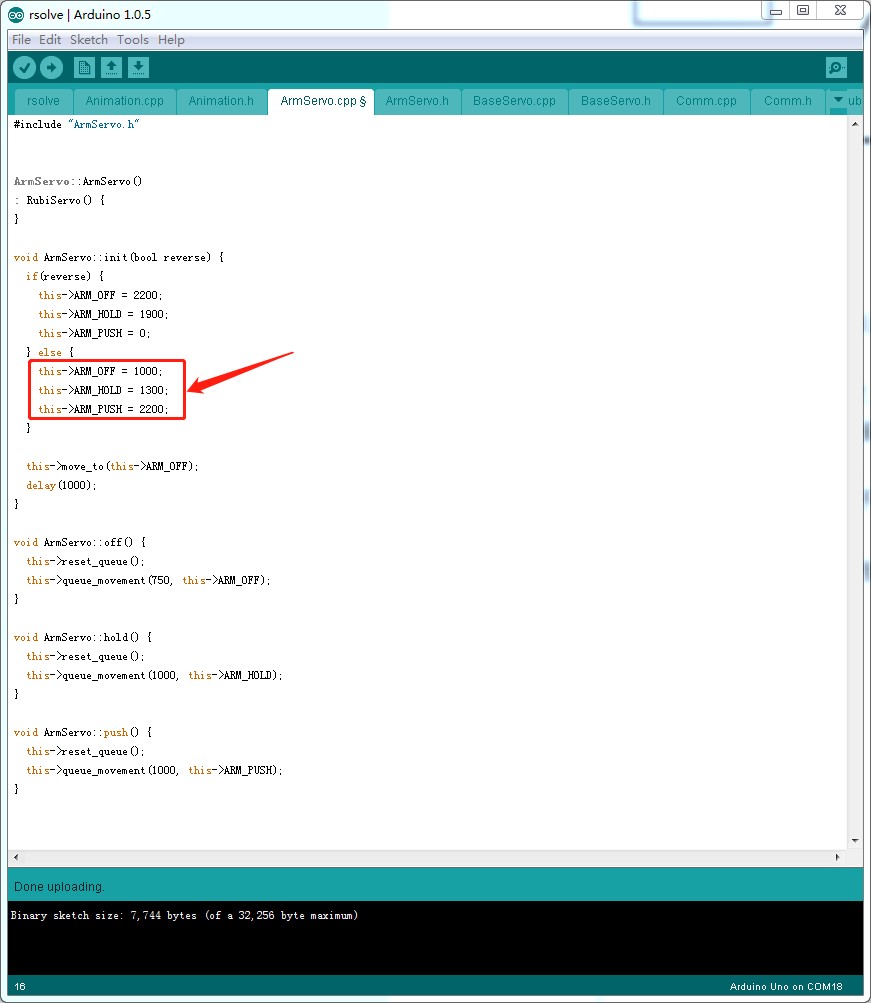 rsolve | Arduino 1.0.5
File Edit Sketch Tools Help
rsolve Animation.cpp Animation.h ArmServo.cpp § ArmServo.h BaseServo.cpp BaseServo.h Comm.cpp Comm.h ub
#include "ArmServo.h"
ArmServo::ArmServo()
: RubiServo() {
}
void ArmServo::init(bool reverse) {
if(reverse) {
this->ARM_OFF = 2200;
this->ARM_HOLD = 1900;
this->ARM_PUSH = 0;
} else {
this->ARM_OFF = 1000;
this->ARM_HOLD = 1300;
this->ARM_PUSH = 2200;
}
this->move_to(this->ARM_OFF);
delay(1000);
}
void ArmServo::off() {
this->reset_queue();
this->queue_movement(750, this->ARM_OFF);
}
void ArmServo::hold() {
this->reset_queue();
this->queue_movement(1000, this->ARM_HOLD);
}
void ArmServo::push() {
this->reset_queue();
this->queue_movement(1000, this->ARM_PUSH);
}
Done uploading.
Binary sketch size: 7,744 bytes (of a 32,256 byte maximum)
16 Arduino Uno on COM18